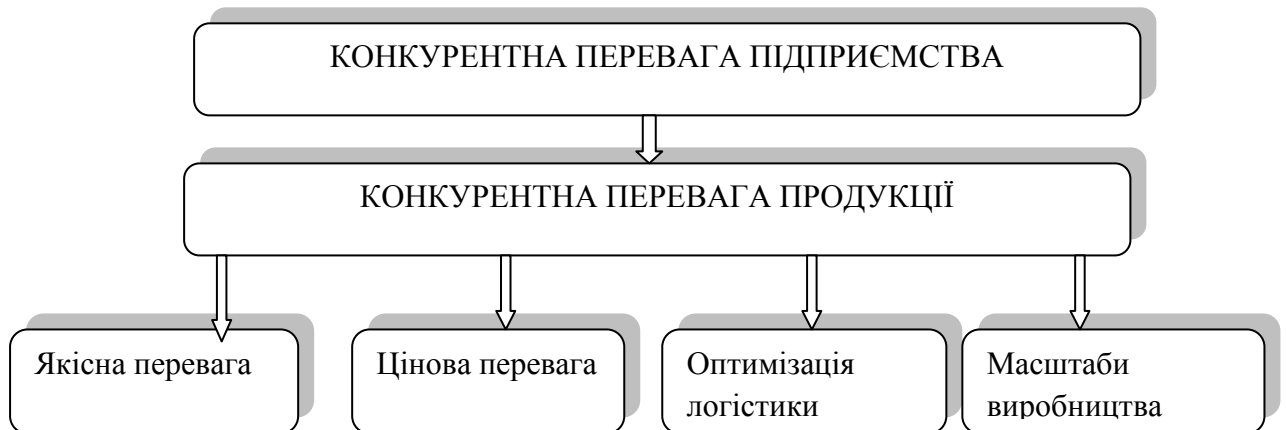 КОНКУРЕНТНА ПЕРЕВАГА ПІДПРИЄМСТВА
КОНКУРЕНТНА ПЕРЕВАГА ПРОДУКЦІЇ
Якісна перевага
Цінова перевага
Оптимізація
логістики
Масштаби
виробництва